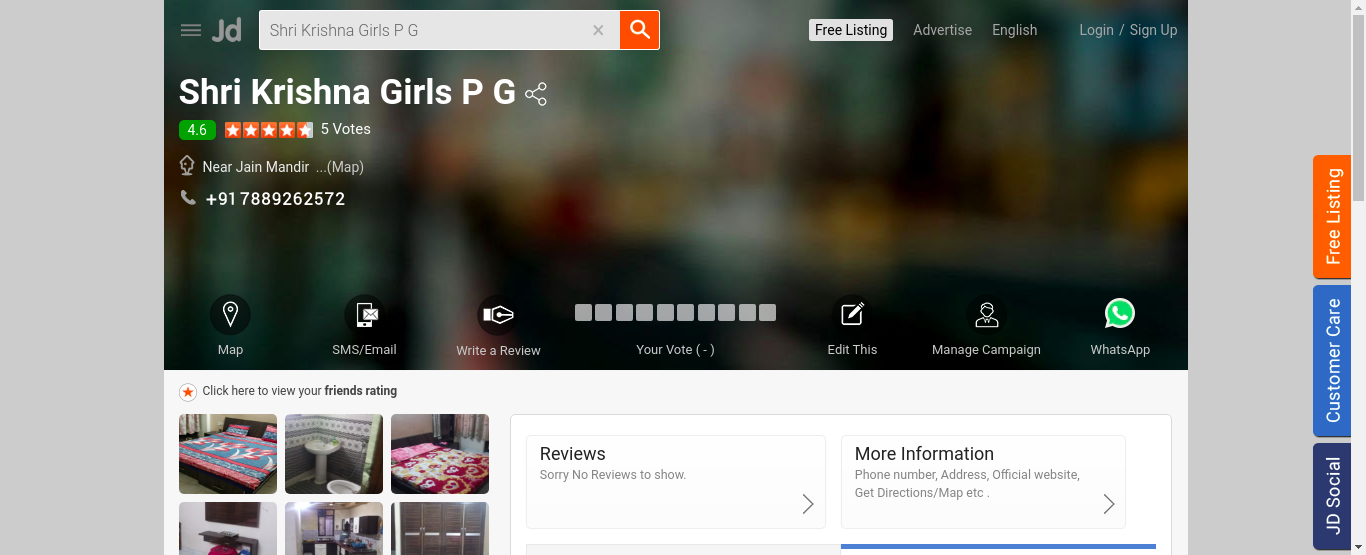 Jd
Shri Krishna Girls P G
Free Listing
Advertise
English
Login / Sign Up
Shri Krishna Girls P G
4.6
5 Votes
Near Jain Mandir ...(Map)
+917889262572
Map
SMS/Email
Write a Review
Your Vote ( - )
Edit This
Manage Campaign
WhatsApp
Click here to view your friends rating
Reviews
Sorry No Reviews to show.
More Information
Phone number, Address, Official website,
Get Directions/Map etc .
Free Listing
Customer Care
JD Social